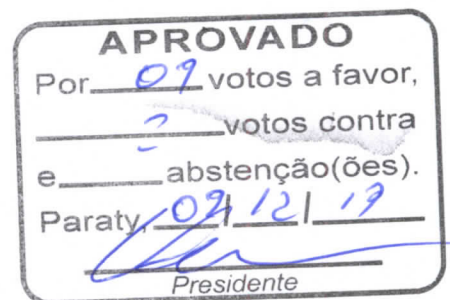 APROVADO
Por 09 votos a favor,
votos contra
e abstenção(ões).
Paraty, 09/12/19
Presidente